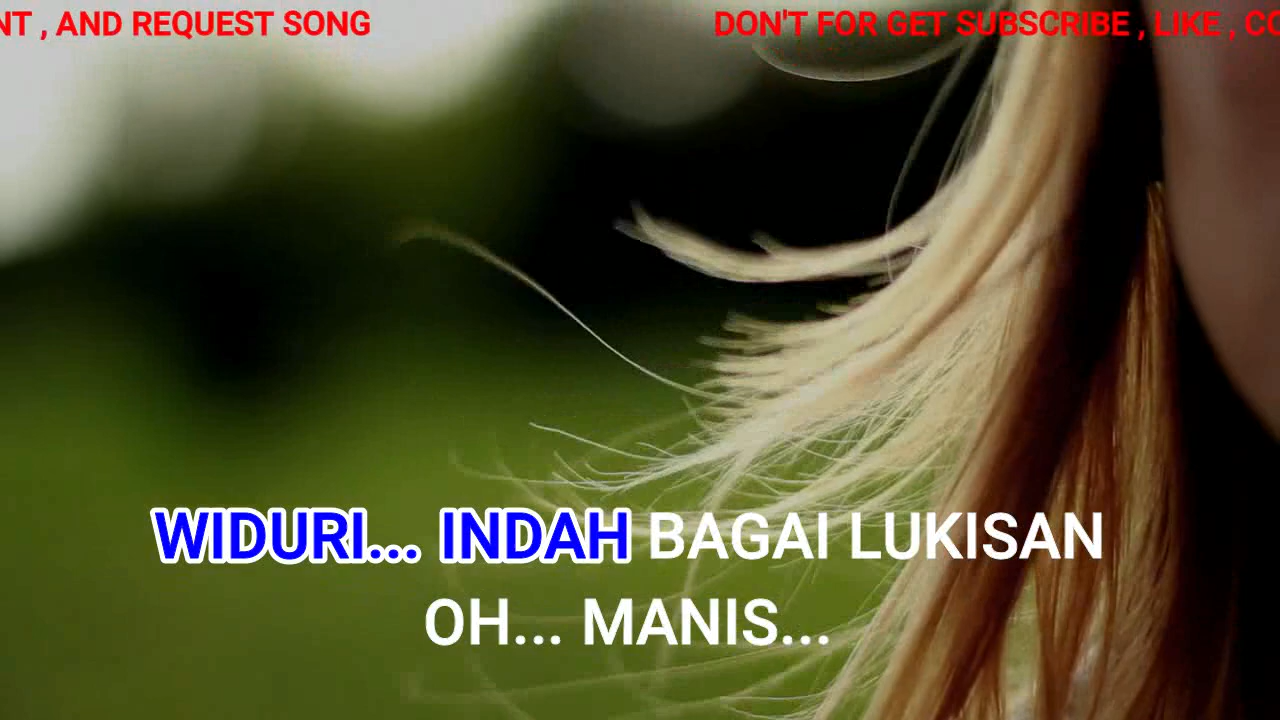 NT , AND REQUEST SONG
DON'T FOR GET SUBSCRIBE , LIKE , CO
WIDURI... INDAH BAGAI LUKISAN
OH... MANIS...